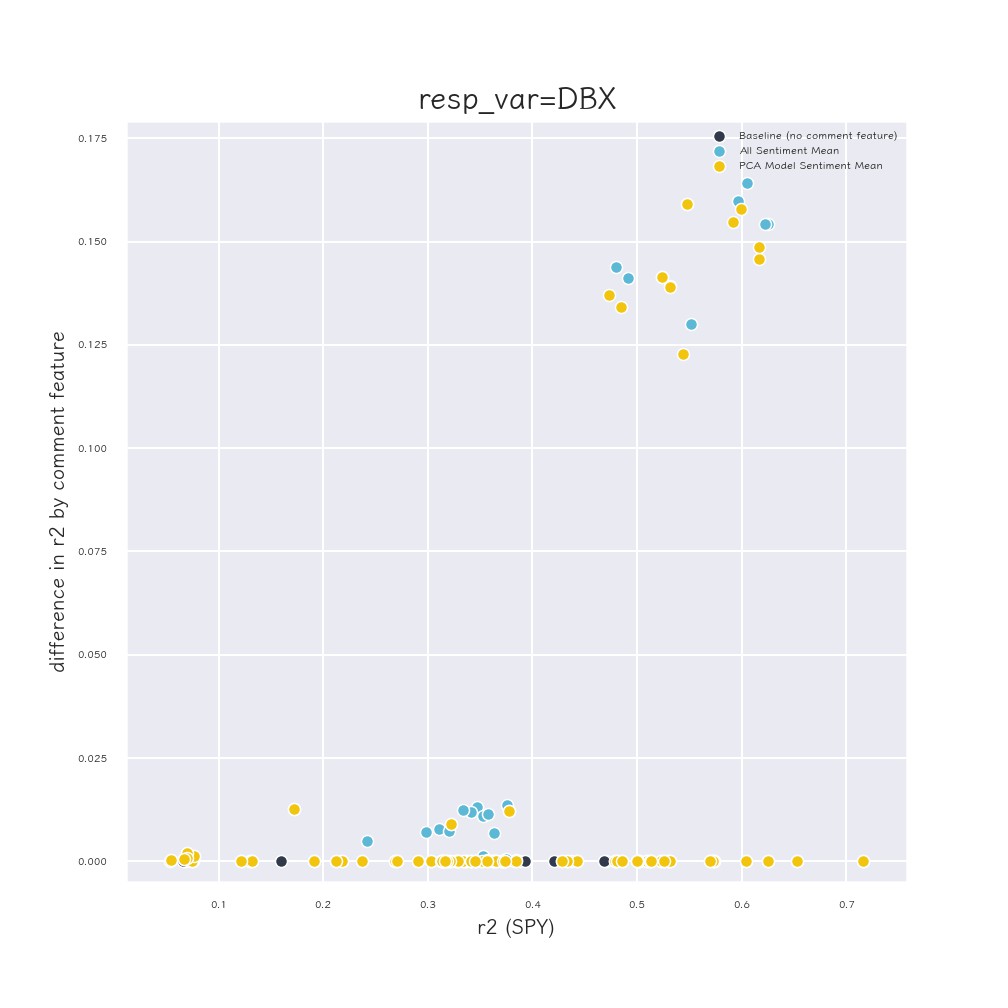 resp_var=DBX
Baseline (no comment feature)
All Sentiment Mean
PCA Model Sentiment Mean
difference in r2 by comment feature
0.175
0.150
0.125
0.100
0.075
0.050
0.025
0.000
0.1 0.2 0.3 0.4 0.5 0.6 0.7
r2 (SPY)